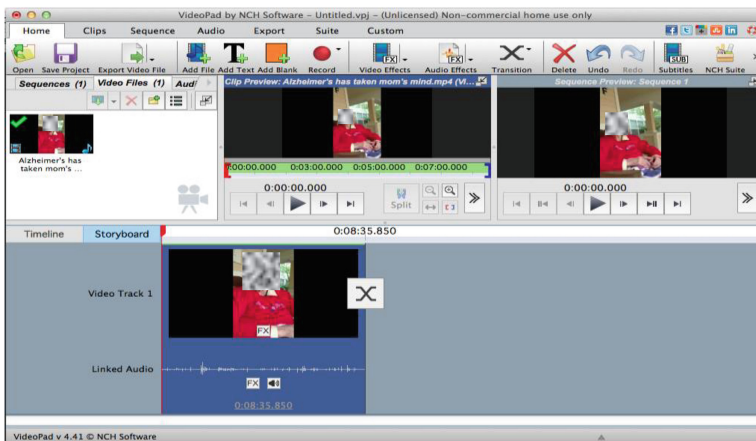 VideoPad by NCH Software - Untitled.vpj - (Unlicensed) Non-commercial home use only
Home Clips Sequence Audio Export Suite Custom
Open Save Project Export Video File Add File Add Text Add Blank Record Video Effects Audio Effects Transition Delete Undo Redo Subtitles NCH Suite
Sequences (1) Video Files (1) Audi
Clip Preview: Alzheimer's has taken mom's mind.mp4 (Vi...
Sequence Preview: Sequence 1
Alzheimer's has
taken mom's ...
0:00:00.000 0:03:00.000 0:05:00.000 0:07:00.000
0:00:00.000
Split
0:00:00.000
Timeline Storyboard
0:08:35.850
Video Track 1
FX
Linked Audio
FX
0:08:35.850
VideoPad v 4.41 © NCH Software